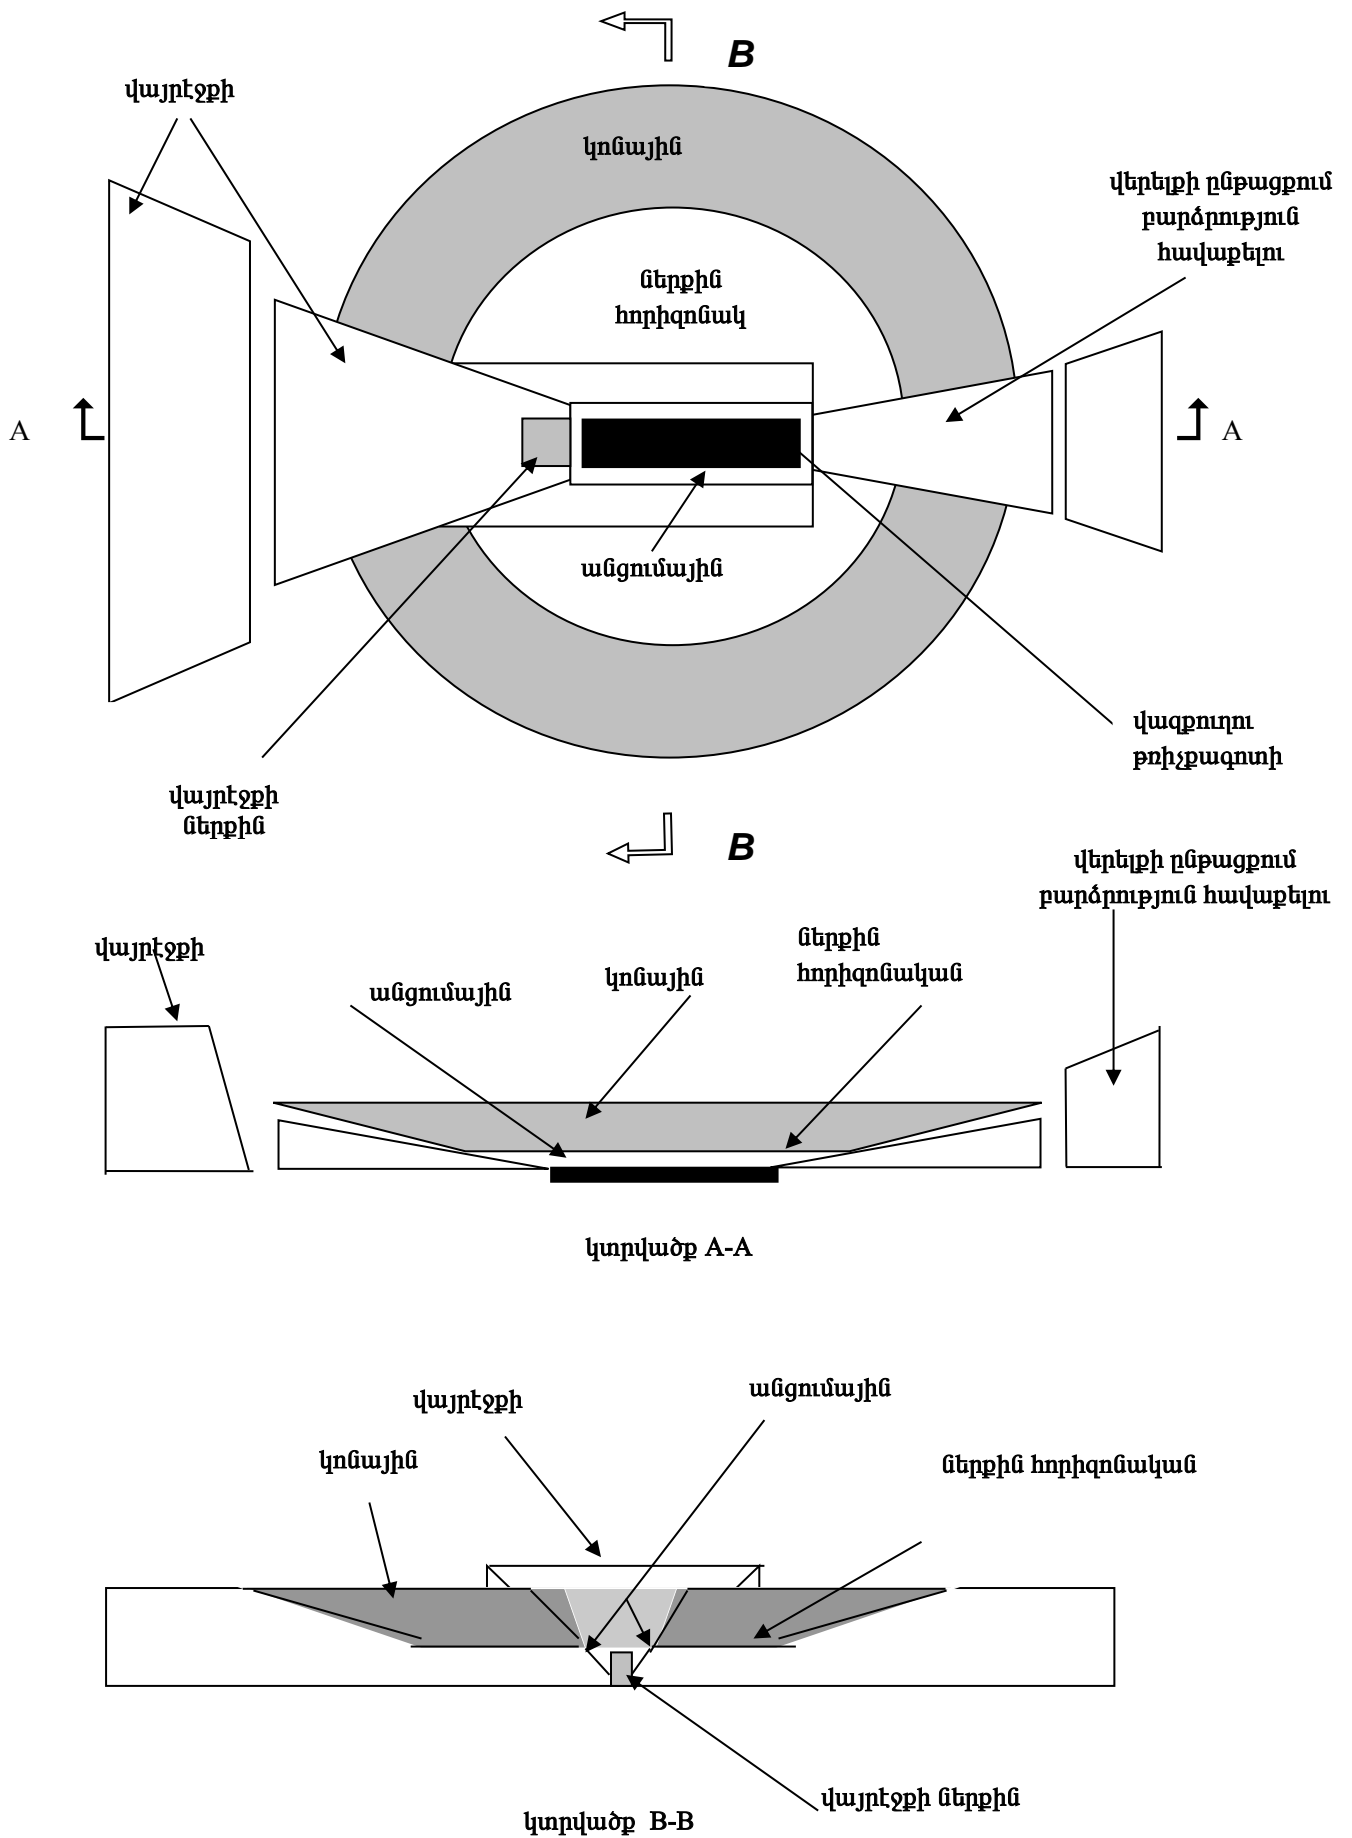 B
վայրէջքի
կոնային
վերելքի ընթացքում
բարձրություն
հավաքելու
ներքին
հորիզոնակ
A
A
անցումային
վազքուղու
թռիչքագոտի
վայրէջքի
ներքին
B
վերելքի ընթացքում
բարձրություն հավաքելու
վայրէջքի
ներքին
հորիզոնական
կոնային
անցումային
կտրվածք A-A
վայրէջքի
անցումային
կոնային
ներքին հորիզոնական
վայրէջքի ներքին
կտրվածք B-B